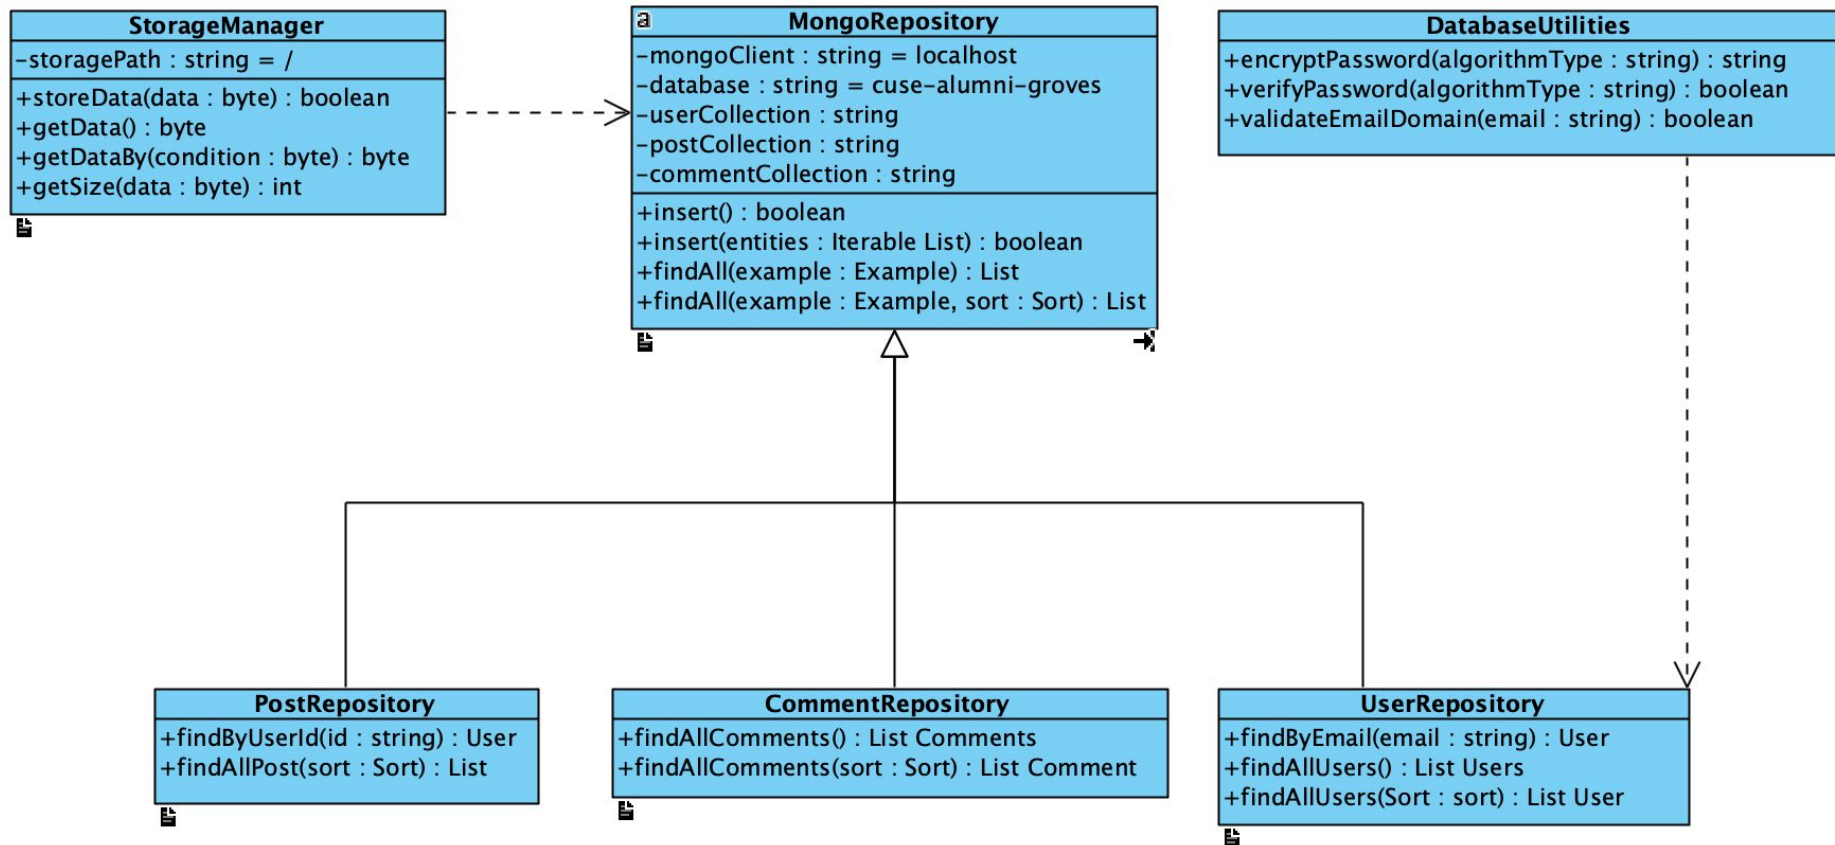 StorageManager
-storagePath : string = /
+storeData(data : byte) : boolean
+getData() : byte
+getDataBy(condition : byte) : byte
+getSize(data : byte) : int
a
MongoRepository
-mongoClient : string = localhost
-database : string = cuse-alumni-groves
-userCollection : string
-postCollection : string
-commentCollection : string
+insert() : boolean
+insert(entities : Iterable List) : boolean
+findAll(example : Example) : List
+findAll(example : Example, sort : Sort) : List
DatabaseUtilities
+encryptPassword(algorithmType : string) : string
+verifyPassword(algorithmType : string) : boolean
+validateEmailDomain(email : string) : boolean
PostRepository
+findByUserId(id : string) : User
+findAllPost(sort : Sort) : List
CommentRepository
+findAllComments() : List Comments
+findAllComments(sort : Sort) : List Comment
UserRepository
+findByEmail(email : string) : User
+findAllUsers() : List Users
+findAllUsers(Sort : sort) : List User